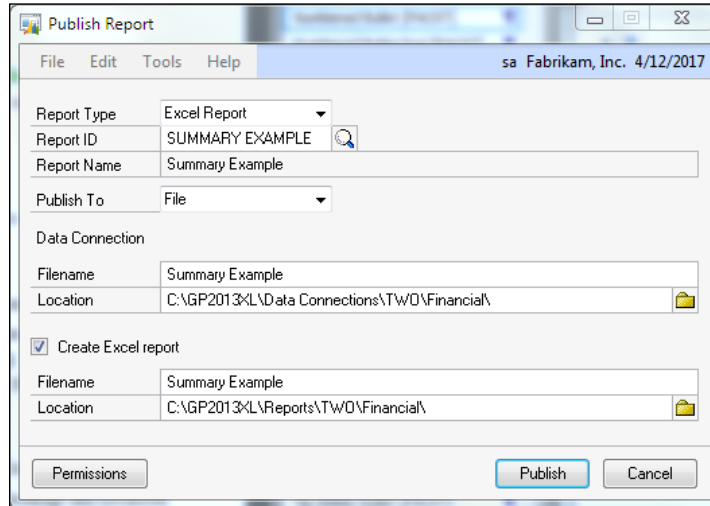 Publish Report
File Edit Tools Help sa Fabrikam, Inc. 4/12/2017
Report Type Excel Report
Report ID SUMMARY EXAMPLE
Report Name Summary Example
Publish To File
Data Connection
Filename Summary Example
Location C:\GP2013XL\Data Connections\TWO\Financial\
Create Excel report
Filename Summary Example
Location C:\GP2013XL\Reports\TWO\Financial\
Permissions Publish Cancel